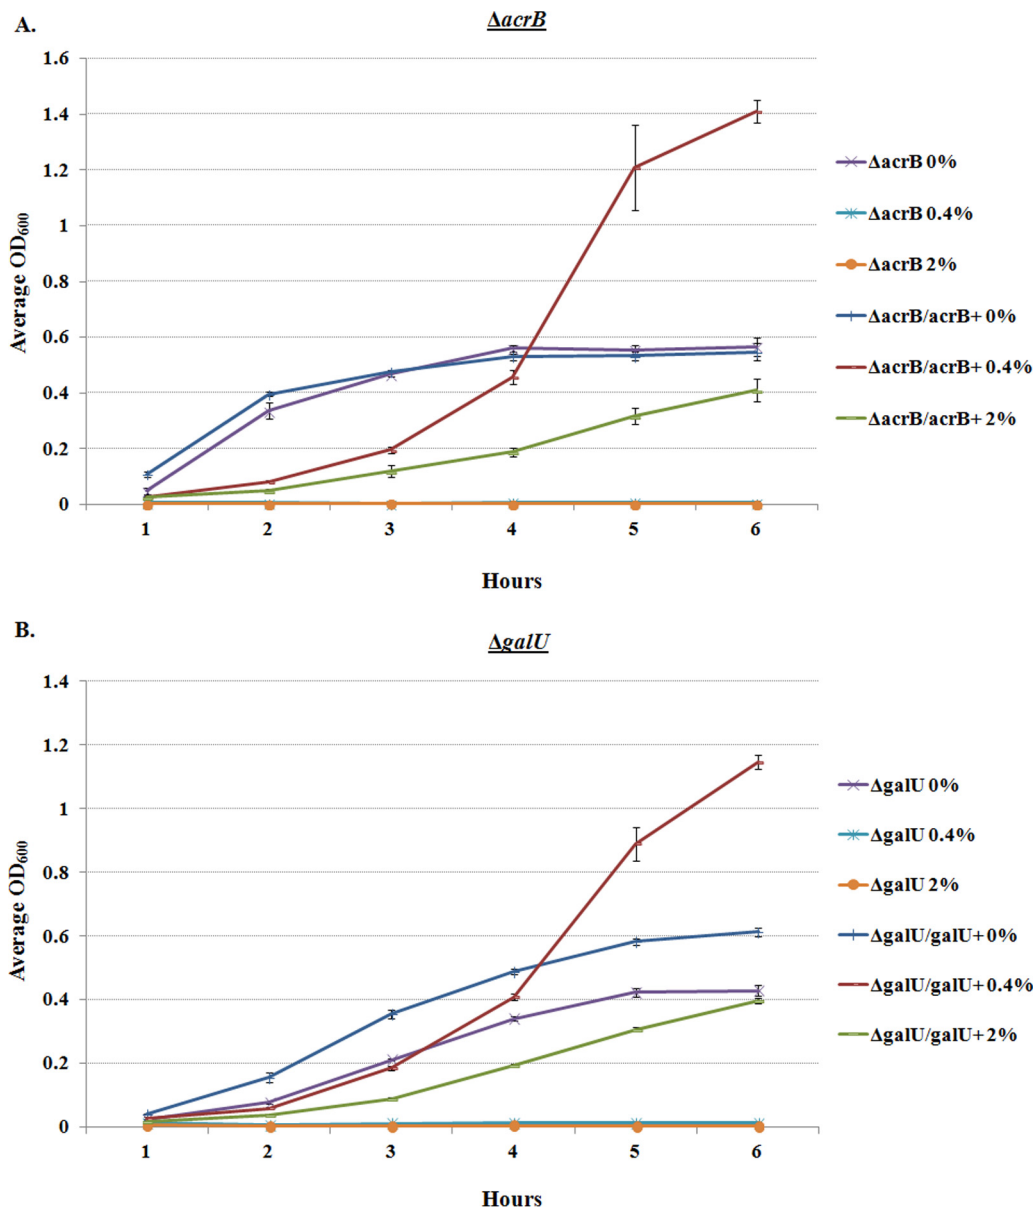 A.
ΔacrB
1.6
1.4
1.2
1
0.8
0.6
0.4
0.2
0
Average OD600
1 2 3 4 5 6
Hours
ΔacrB 0%
ΔacrB 0.4%
ΔacrB 2%
ΔacrB/acrB+ 0%
ΔacrB/acrB+ 0.4%
ΔacrB/acrB+ 2%
B.
ΔgalU
1.4
1.2
1
0.8
0.6
0.4
0.2
0
Average OD600
1 2 3 4 5 6
Hours
ΔgalU 0%
ΔgalU 0.4%
ΔgalU 2%
ΔgalU/galU+ 0%
ΔgalU/galU+ 0.4%
ΔgalU/galU+ 2%